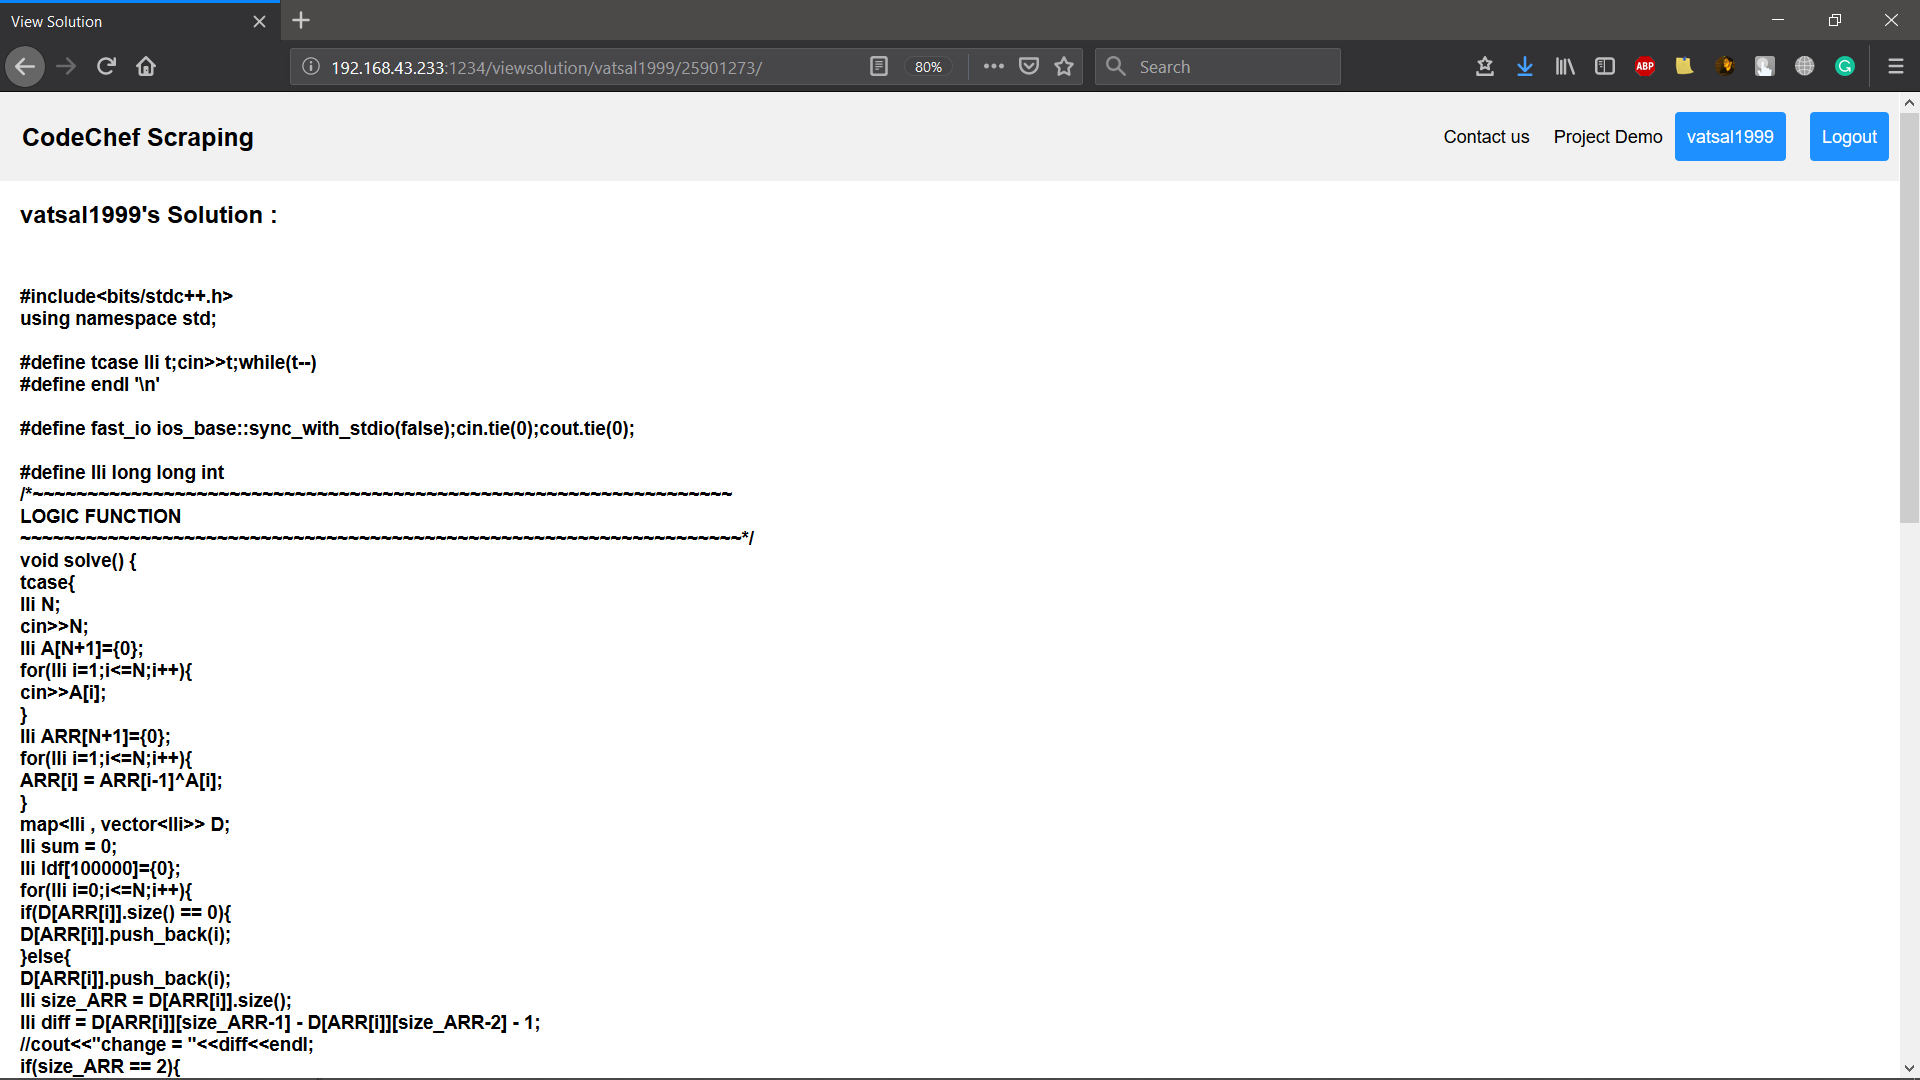 View Solution
192.168.43.233:1234/viewsolution/vatsal1999/25901273/
80%
Search
ABP
CodeChef Scraping
Contact us
Project Demo
vatsal1999
Logout
vatsal1999's Solution :
#include<bits/stdc++.h>
using namespace std;
#define tcase lli t;cin>>t;while(t--)
#define endl '\n'
#define fast_io ios_base::sync_with_stdio(false);cin.tie(0);cout.tie(0);
#define lli long long int
/*~~~~~~~~~~~~~~~~~~~~~~~~~~~~~~~~~~~~~~~~~~~~~~~~~~~~~~~~~~~~~~~~
LOGIC FUNCTION
~~~~~~~~~~~~~~~~~~~~~~~~~~~~~~~~~~~~~~~~~~~~~~~~~~~~~~~~~~~~~~~~~~*/
void solve() {
tcase{
lli N;
cin>>N;
lli A[N+1]={0};
for(lli i=1;i<=N;i++){
cin>>A[i];
}
lli ARR[N+1]={0};
for(lli i=1;i<=N;i++){
ARR[i] = ARR[i-1]^A[i];
}
map<lli , vector<lli>> D;
lli sum = 0;
lli ldf[100000]={0};
for(lli i=0;i<=N;i++){
if(D[ARR[i]].size() == 0){
D[ARR[i]].push_back(i);
}else{
D[ARR[i]].push_back(i);
lli size_ARR = D[ARR[i]].size();
lli diff = D[ARR[i]][size_ARR-1] - D[ARR[i]][size_ARR-2] - 1;
//cout<<"change = "<<diff<<endl;
if(size_ARR == 2){